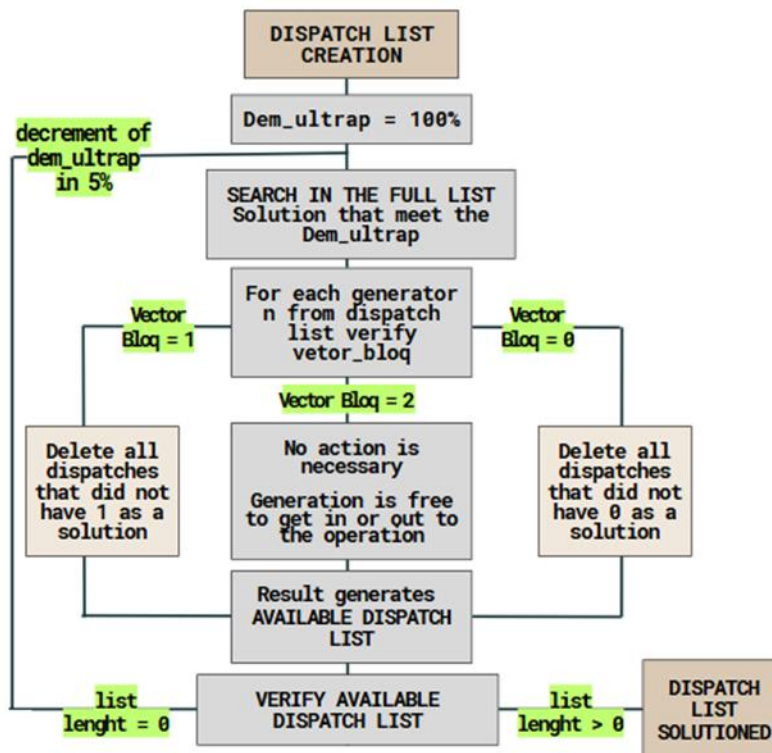 DISPATCH LIST
CREATION
Dem_ultrap = 100%
decrement of
dem_ultrap
in 5%
SEARCH IN THE FULL LIST
Solution that meet the
Dem_ultrap
For each generator
n from dispatch
list verify
vetor_bloq
Vector
Bloq = 1
Vector
Bloq = 0
Vector Bloq = 2
Delete all
dispatches
that did not
have 1 as a
solution
No action is
necessary
Generation is free
to get in or out to
the operation
Delete all
dispatches
that did not
have 0 as a
solution
Result generates
AVAILABLE DISPATCH
LIST
list
lenght = 0
VERIFY AVAILABLE
DISPATCH LIST
list
lenght > 0
DISPATCH
LIST
SOLUTIONED